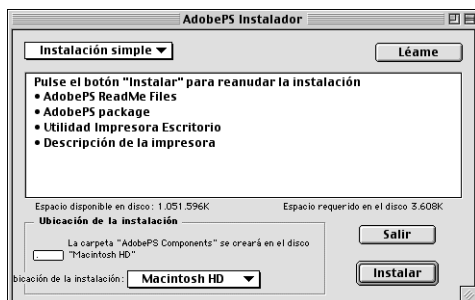 AdobePS Instalador
Instalación simple
Léame
Pulse el botón "Instalar" para reanudar la instalación
• AdobePS ReadMe Files
• AdobePS package
• Utilidad Impresora Escritorio
• Descripción de la impresora
Espacio disponible en disco: 1.051.596K Espacio requerido en el disco 3.608K
Ubicación de la instalación
La carpeta "AdobePS Components" se creará en el disco
"Macintosh HD"
Salir
bicación de la instalación: Macintosh HD
Instalar